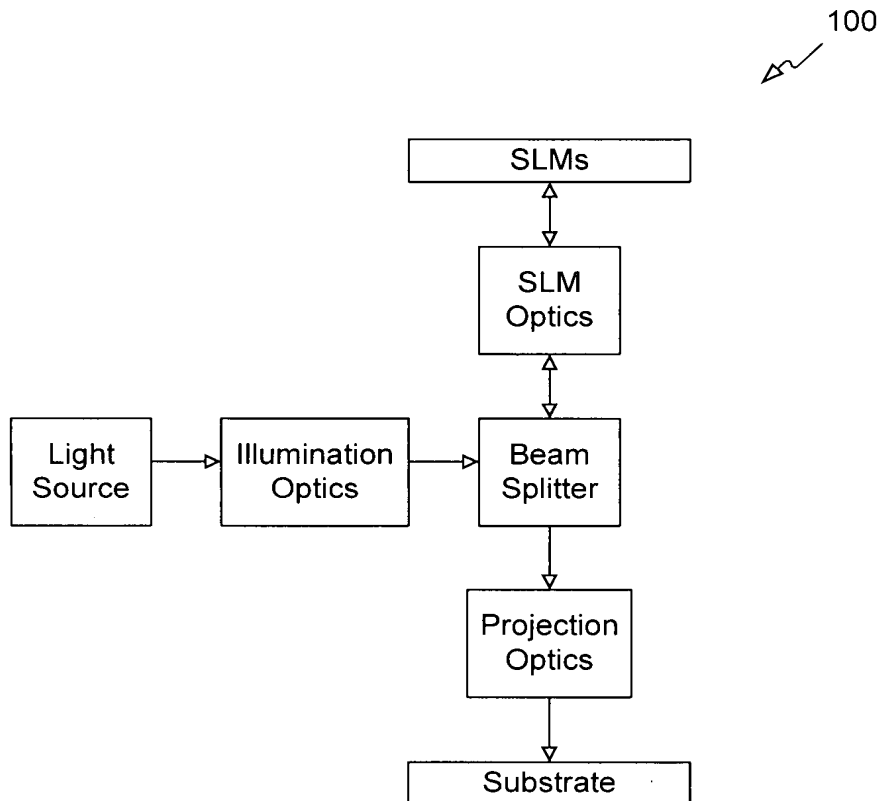 100
SLMs
SLM
Optics
Light
Source
Illumination
Optics
Beam
Splitter
Projection
Optics
Substrate